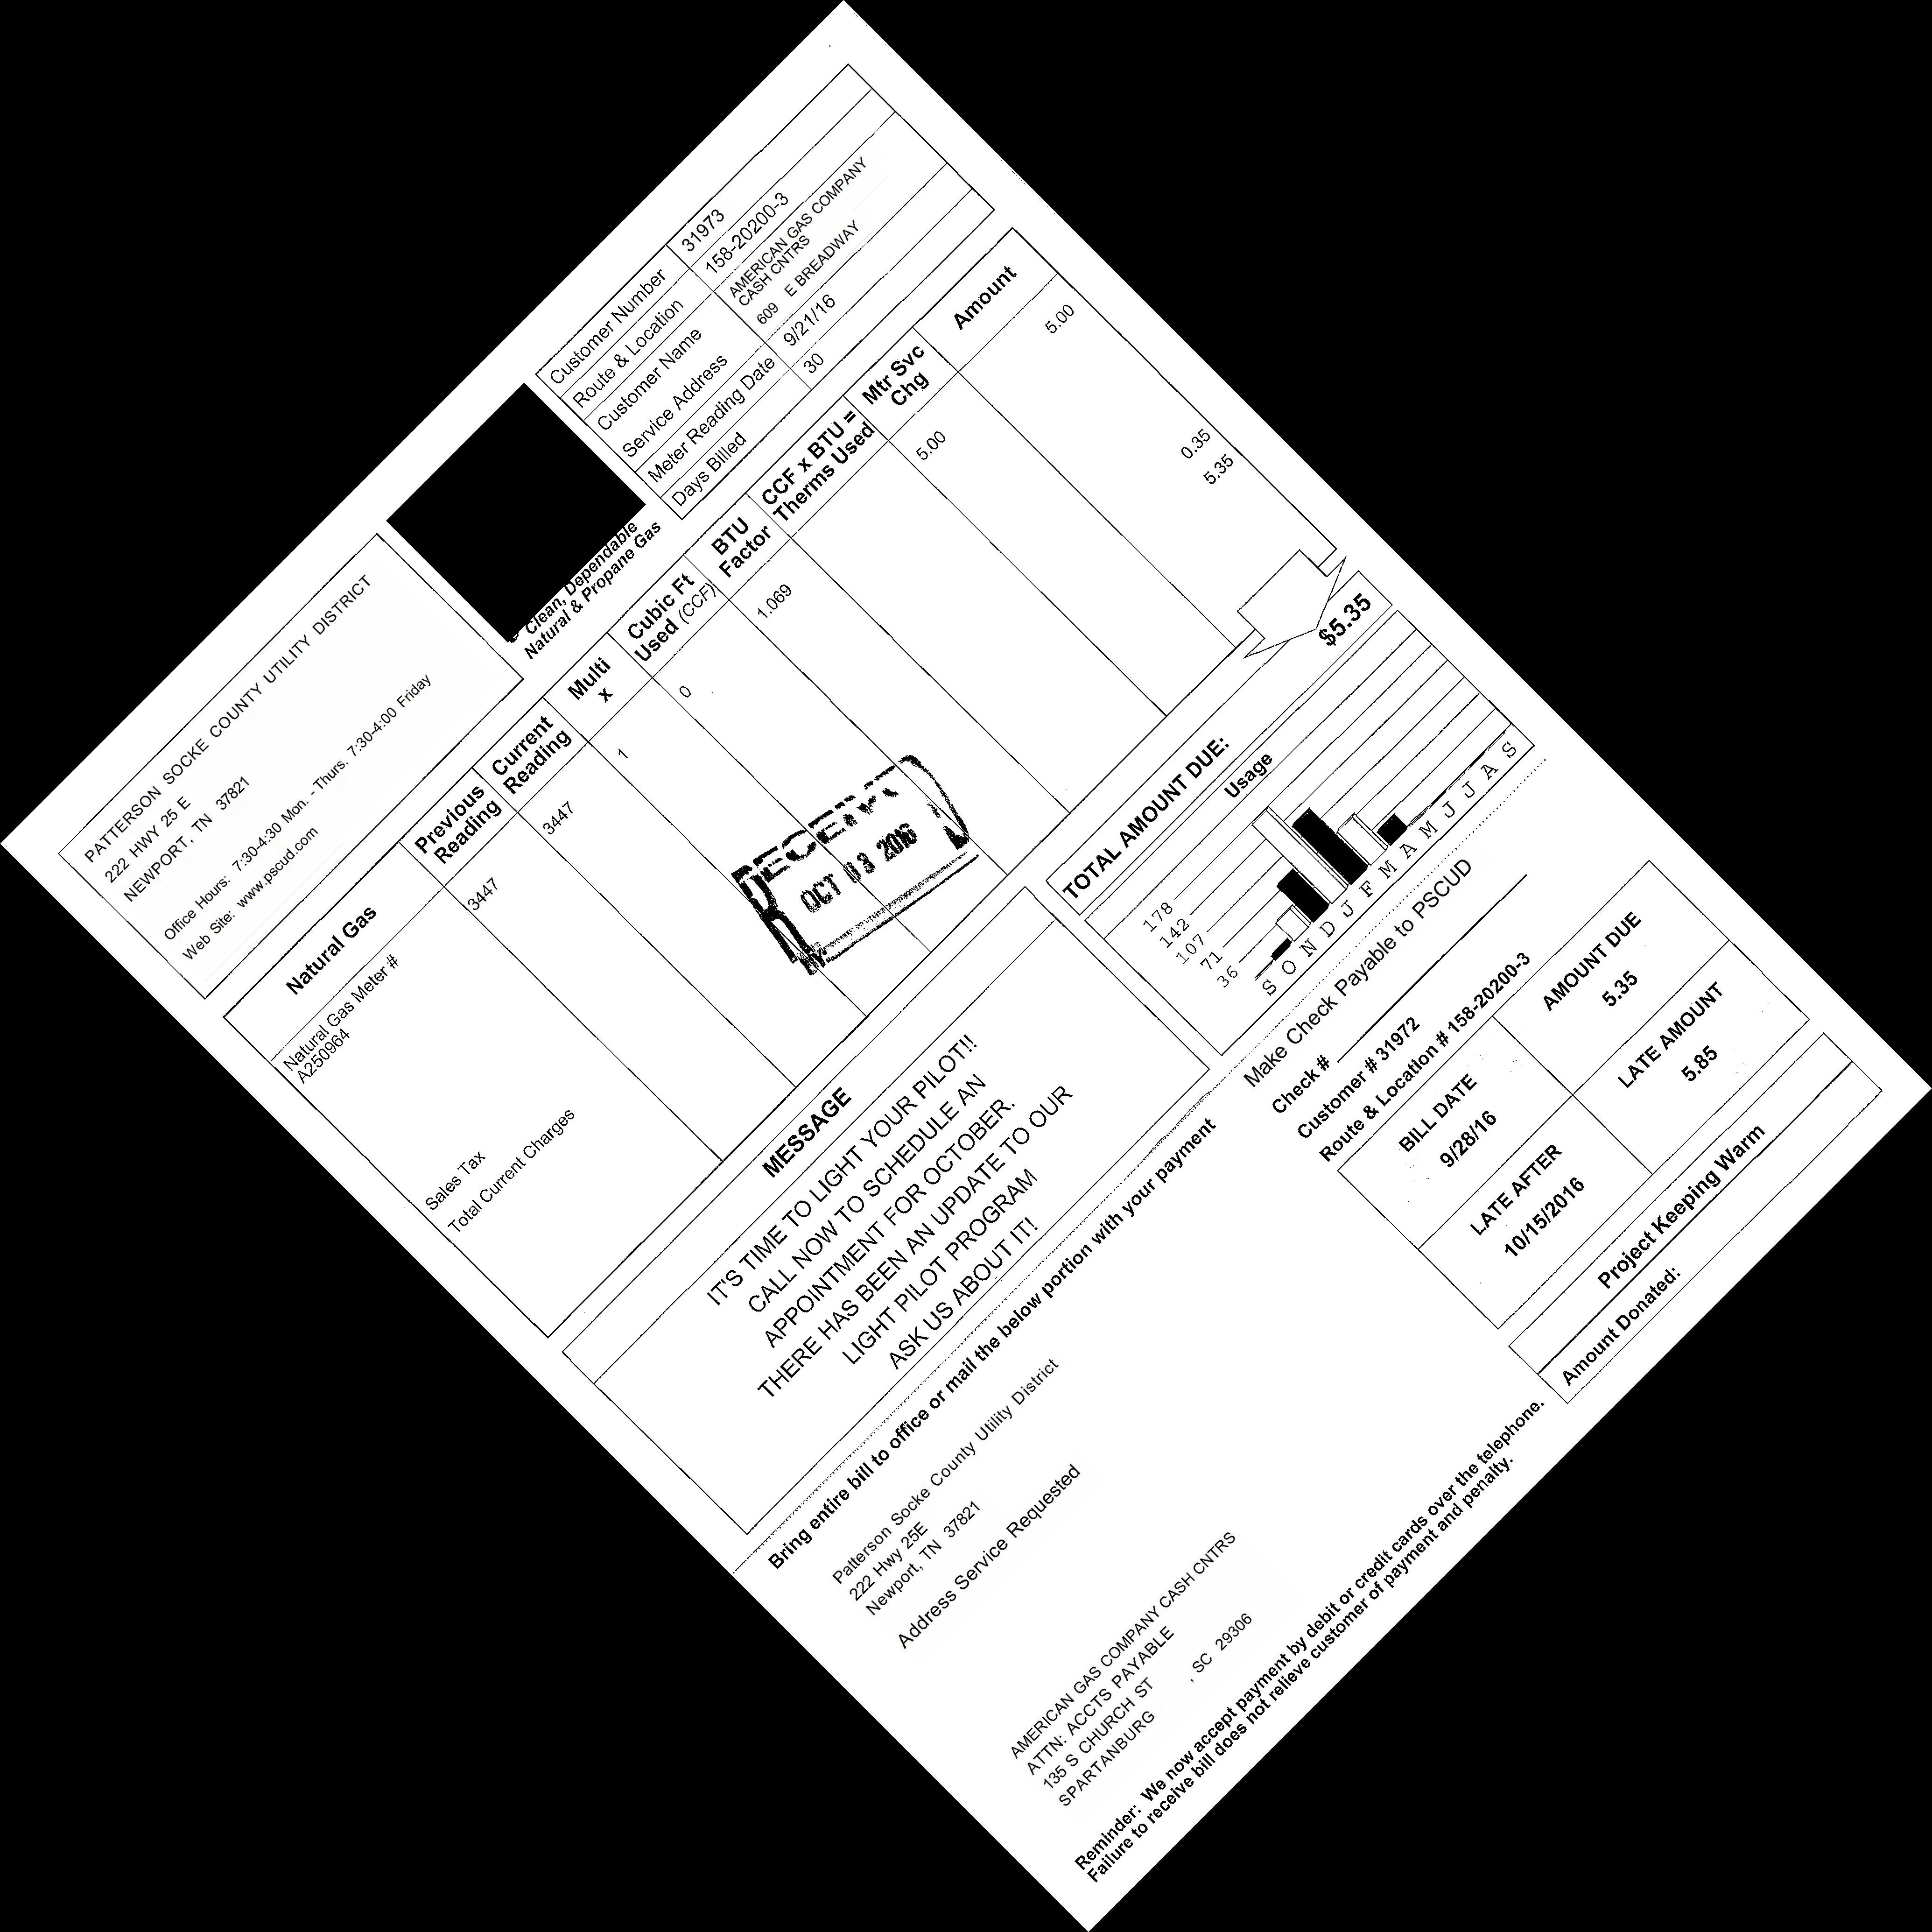 PATTERSON SOCKE COUNTY UTILITY DISTRICT
222 HWY 25 E
NEWPORT, TN 37821
Office Hours: 7:30-4:30 Mon. - Thurs. 7:30-4:00 Friday
Web Site: www.pscud.com
Clean, Dependable
Natural & Propane Gas
Customer Number 31973
Route & Location 158-20200-3
Customer Name AMERICAN GAS COMPANY
CASH CNTRS
Service Address 609 E BREADWAY
Meter Reading Date 9/21/16
Days Billed 30
Natural Gas
Previous Reading
Current Reading
Multi x
Cubic Ft Used (CCF)
BTU Factor
CCF x BTU = Therms Used
Mtr Svc Chg
Amount
Natural Gas Meter #
A250964
3447 3447 1 0 1.069 5.00 5.00
Sales Tax 0.35
Total Current Charges 5.35
RECEIVED
OCT 03 2016
TOTAL AMOUNT DUE: $5.35
MESSAGE
IT'S TIME TO LIGHT YOUR PILOT!!
CALL NOW TO SCHEDULE AN
APPOINTMENT FOR OCTOBER.
THERE HAS BEEN AN UPDATE TO OUR
LIGHT PILOT PROGRAM
ASK US ABOUT IT!
Usage
178
142
107
71
36
S O N D J F M A M J J A S
Bring entire bill to office or mail the below portion with your payment
Make Check Payable to PSCUD
Patterson Socke County Utility District
222 Hwy 25E
Newport, TN 37821
Address Service Requested
Check #
Customer # 31972
Route & Location # 158-20200-3
BILL DATE AMOUNT DUE
9/28/16 5.35
LATE AFTER LATE AMOUNT
10/15/2016 5.85
AMERICAN GAS COMPANY CASH CNTRS
ATTN: ACCTS PAYABLE
135 S CHURCH ST
SPARTANBURG , SC 29306
Project Keeping Warm
Amount Donated:
Reminder: We now accept payment by debit or credit cards over the telephone.
Failure to receive bill does not relieve customer of payment and penalty.